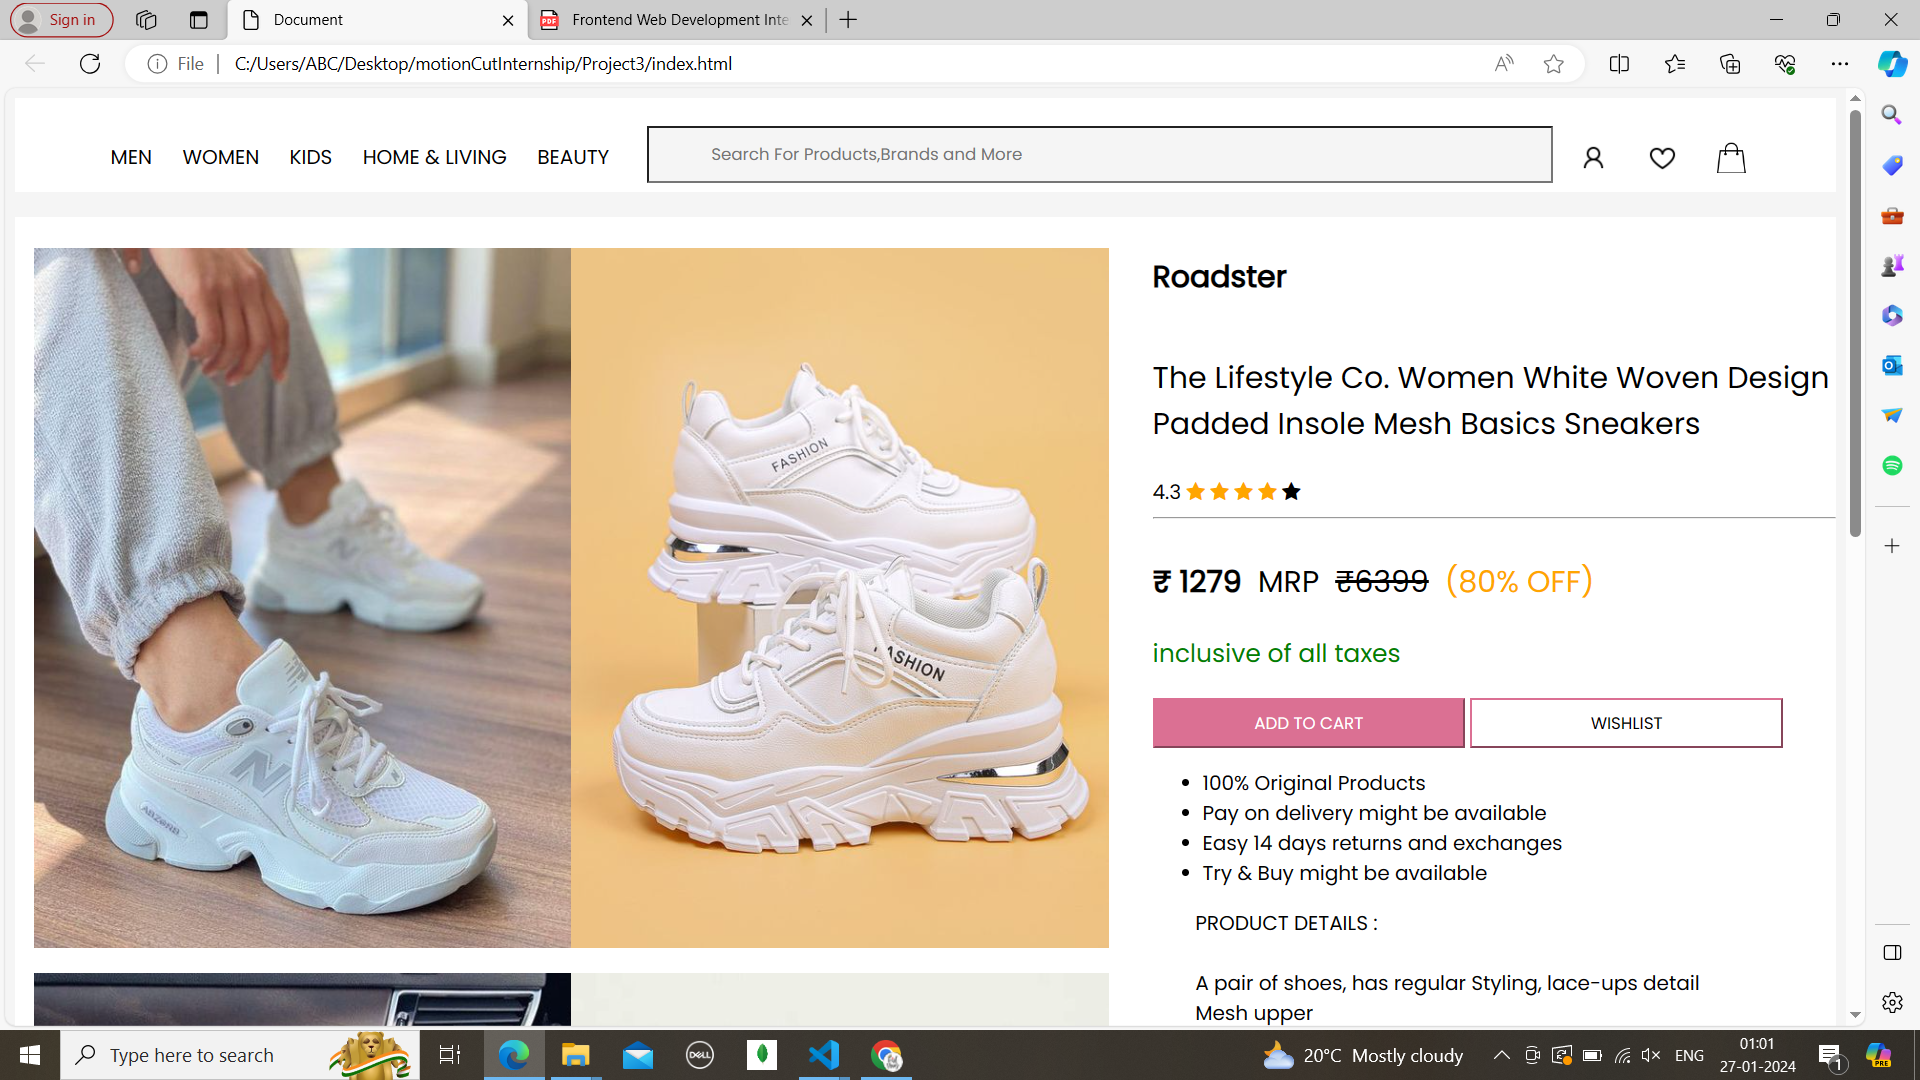 Sign in
Document
Frontend Web Development Inte
File
C:/Users/ABC/Desktop/motionCutInternship/Project3/index.html
MEN WOMEN KIDS HOME & LIVING BEAUTY
Search For Products,Brands and More
Roadster
The Lifestyle Co. Women White Woven Design
Padded Insole Mesh Basics Sneakers
4.3
₹ 1279 MRP ₹6399 (80% OFF)
inclusive of all taxes
ADD TO CART
WISHLIST
100% Original Products
Pay on delivery might be available
Easy 14 days returns and exchanges
Try & Buy might be available
PRODUCT DETAILS :
A pair of shoes, has regular Styling, lace-ups detail
Mesh upper
FASHION
FASHION
N
ABZORB
Type here to search
DELL
20°C Mostly cloudy
ENG
01:01
27-01-2024
1
PRE